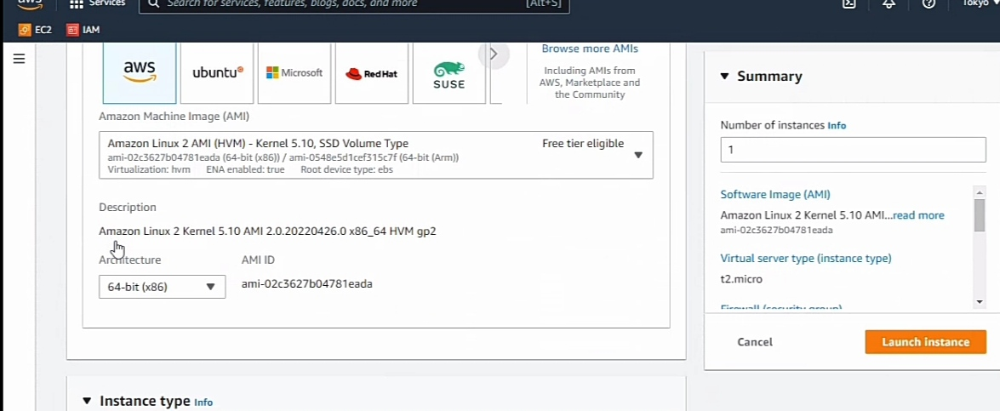 aws
Services
Search for services, features, blogs, docs, and more
[Alt+S]
Tokyo
EC2
IAM
aws
ubuntu
Microsoft
Red Hat
SUSE
Browse more AMIs
Including AMIs from
AWS, Marketplace and
the Community
Amazon Machine Image (AMI)
Amazon Linux 2 AMI (HVM) - Kernel 5.10, SSD Volume Type
Free tier eligible
ami-02c3627b04781eada (64-bit (x86)) / ami-0548e5d1cef315c7f (64-bit (Arm))
Virtualization: hvm ENA enabled: true Root device type: ebs
Description
Amazon Linux 2 Kernel 5.10 AMI 2.0.20220426.0 x86_64 HVM gp2
Architecture
AMI ID
64-bit (x86)
ami-02c3627b04781eada
Instance type Info
Summary
Number of instances Info
1
Software Image (AMI)
Amazon Linux 2 Kernel 5.10 AMI...read more
ami-02c3627b04781eada
Virtual server type (instance type)
t2.micro
Firewall (security group)
Cancel
Launch instance